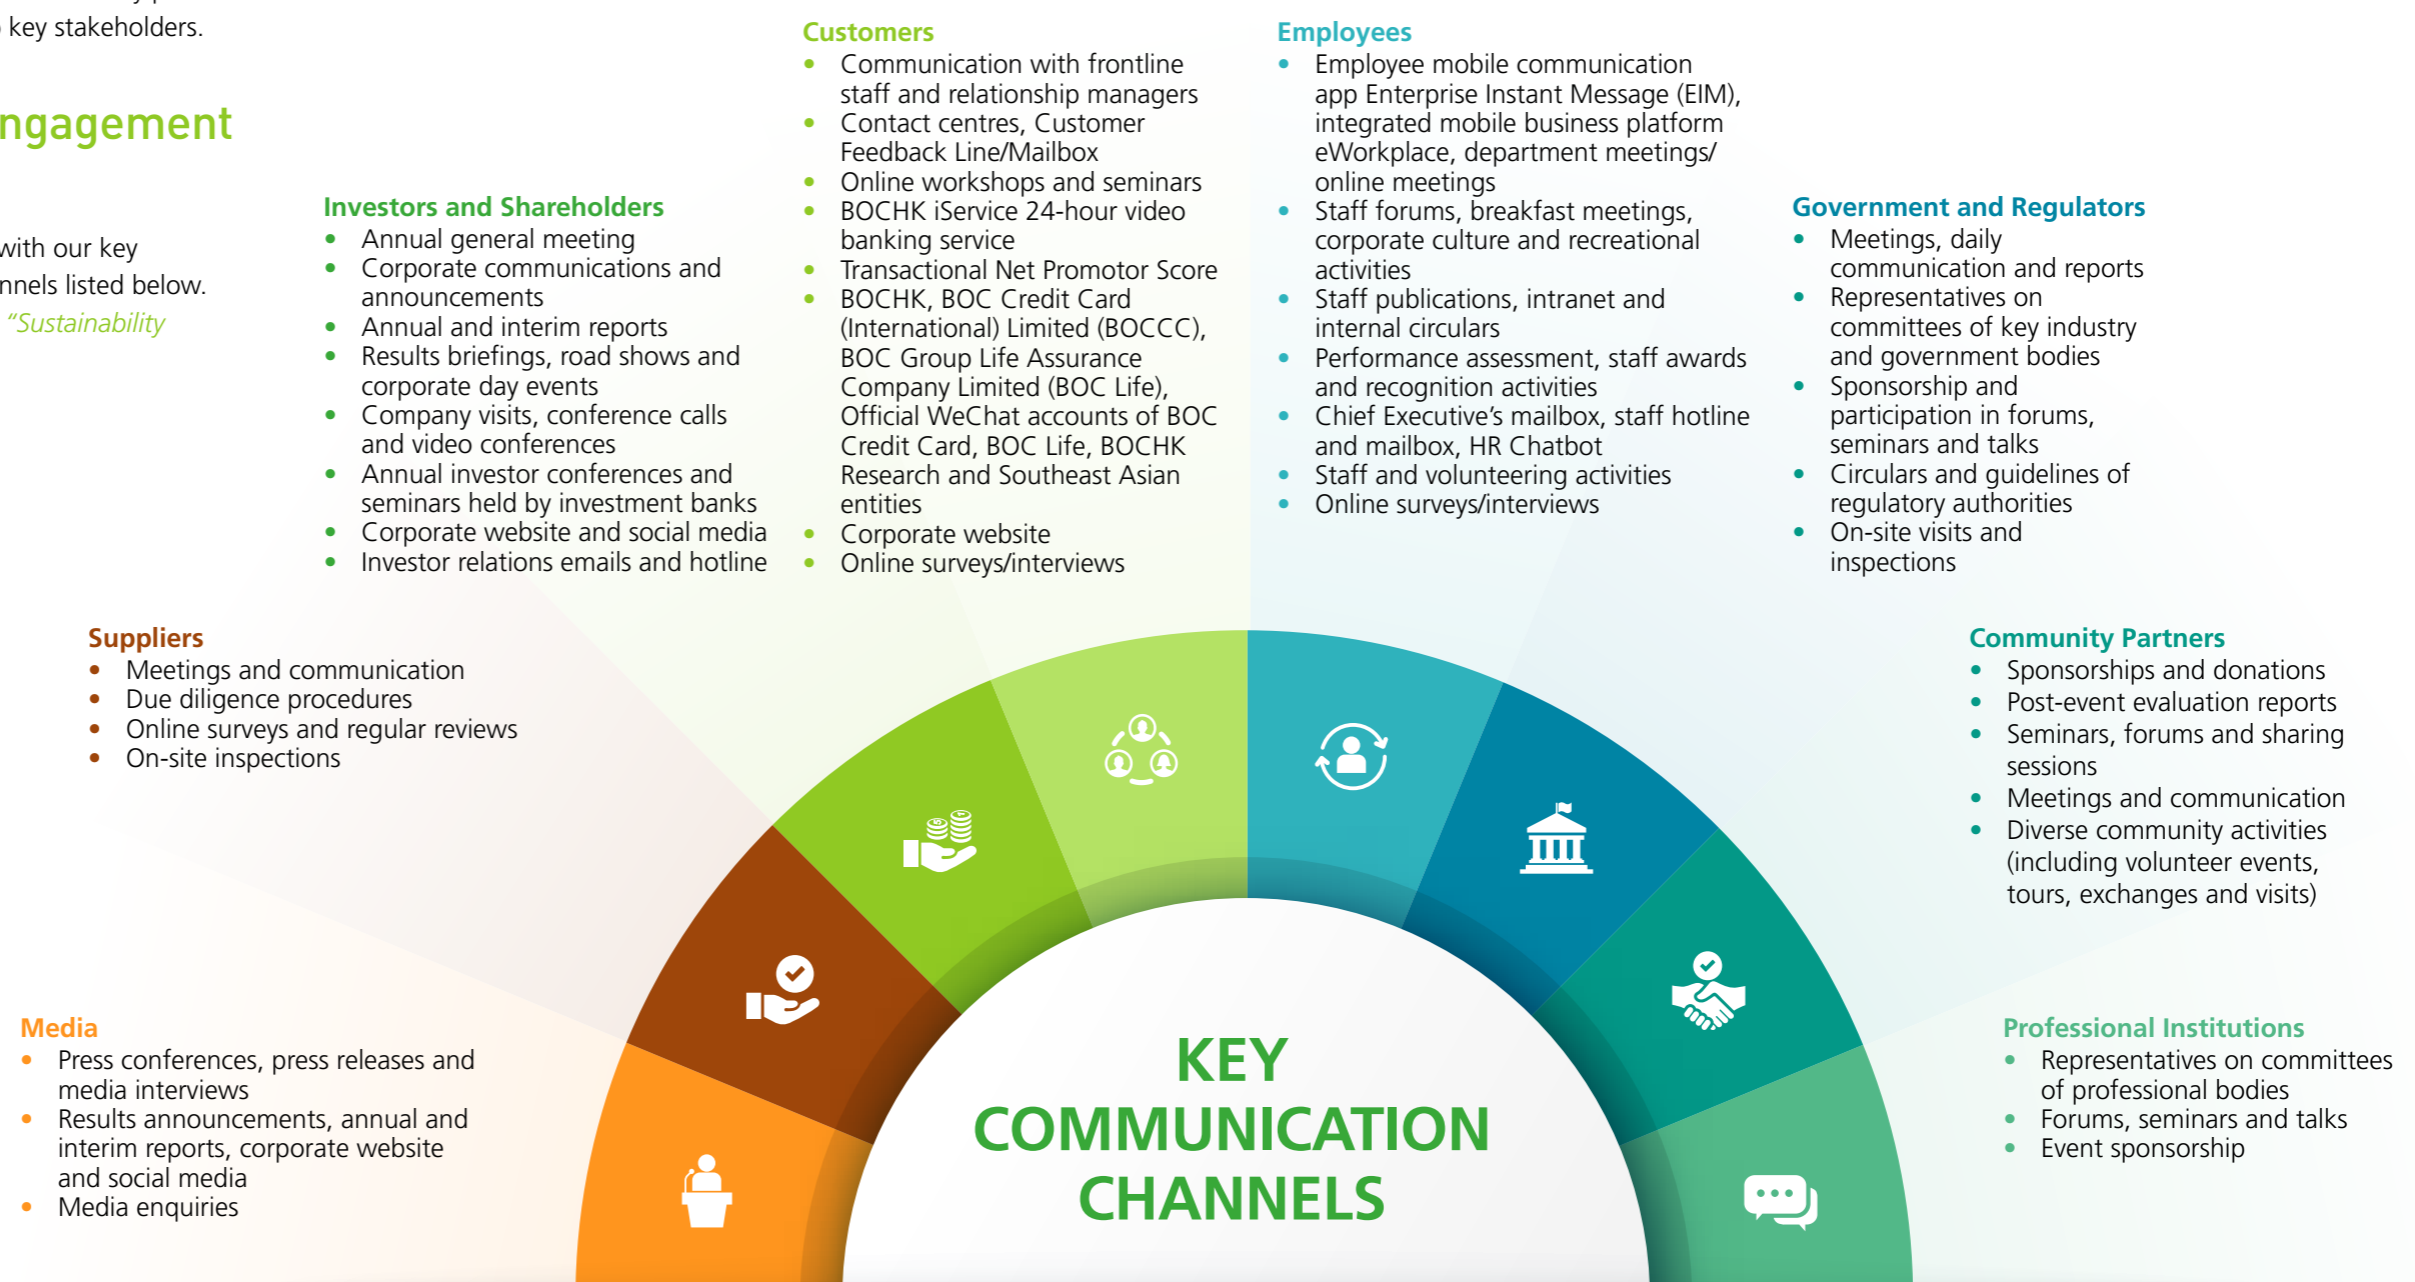 key stakeholders.
ngagement
with our key
nnels listed below.
“Sustainability
Customers
• Communication with frontline
staff and relationship managers
• Contact centres, Customer
Feedback Line/Mailbox
• Online workshops and seminars
• BOCHK iService 24-hour video
banking service
• Transactional Net Promotor Score
• BOCHK, BOC Credit Card
(International) Limited (BOCCC),
BOC Group Life Assurance
Company Limited (BOC Life),
Official WeChat accounts of BOC
Credit Card, BOC Life, BOCHK
Research and Southeast Asian
entities
• Corporate website
• Online surveys/interviews
Employees
• Employee mobile communication
app Enterprise Instant Message (EIM),
integrated mobile business platform
eWorkplace, department meetings/
online meetings
• Staff forums, breakfast meetings,
corporate culture and recreational
activities
• Staff publications, intranet and
internal circulars
• Performance assessment, staff awards
and recognition activities
• Chief Executive’s mailbox, staff hotline
and mailbox, HR Chatbot
• Staff and volunteering activities
• Online surveys/interviews
Investors and Shareholders
• Annual general meeting
• Corporate communications and
announcements
• Annual and interim reports
• Results briefings, road shows and
corporate day events
• Company visits, conference calls
and video conferences
• Annual investor conferences and
seminars held by investment banks
• Corporate website and social media
• Investor relations emails and hotline
Government and Regulators
• Meetings, daily
communication and reports
• Representatives on
committees of key industry
and government bodies
• Sponsorship and
participation in forums,
seminars and talks
• Circulars and guidelines of
regulatory authorities
• On-site visits and
inspections
Suppliers
• Meetings and communication
• Due diligence procedures
• Online surveys and regular reviews
• On-site inspections
Community Partners
• Sponsorships and donations
• Post-event evaluation reports
• Seminars, forums and sharing
sessions
• Meetings and communication
• Diverse community activities
(including volunteer events,
tours, exchanges and visits)
Media
• Press conferences, press releases and
media interviews
• Results announcements, annual and
interim reports, corporate website
and social media
• Media enquiries
KEY
COMMUNICATION
CHANNELS
Professional Institutions
• Representatives on committees
of professional bodies
• Forums, seminars and talks
• Event sponsorship